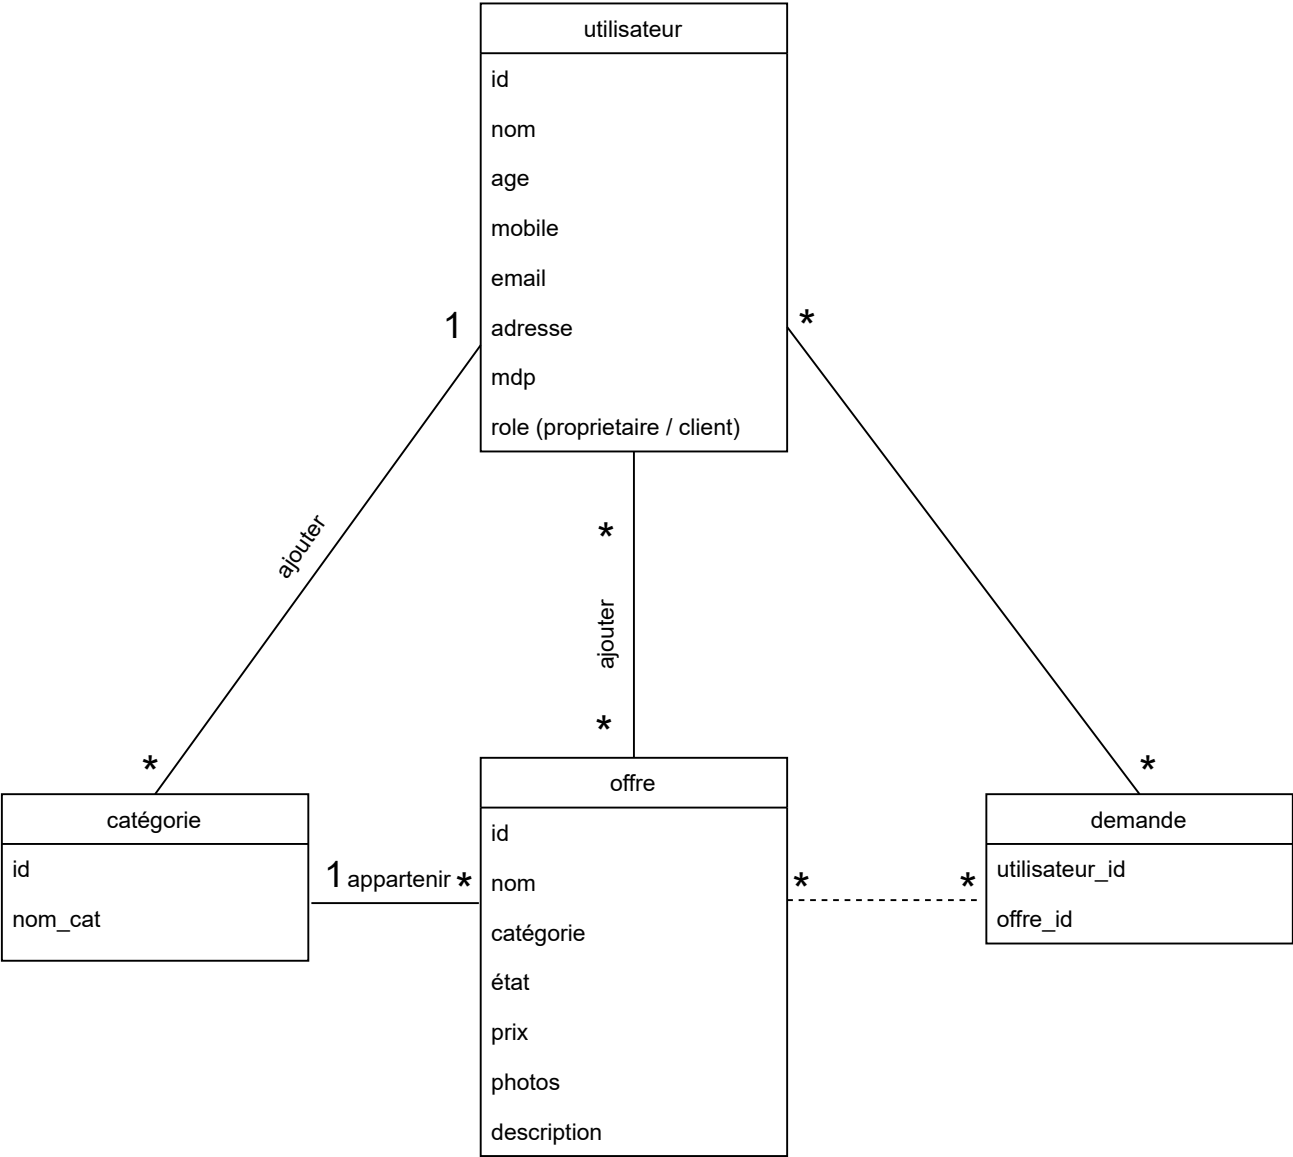 utilisateur
id
nom
age
mobile
email
adresse
mdp
role (proprietaire / client)
1
*
ajouter
*
ajouter
*
*
*
catégorie
id
nom_cat
1 appartenir *
offre
id
nom
catégorie
état
prix
photos
description
*
*
demande
utilisateur_id
offre_id